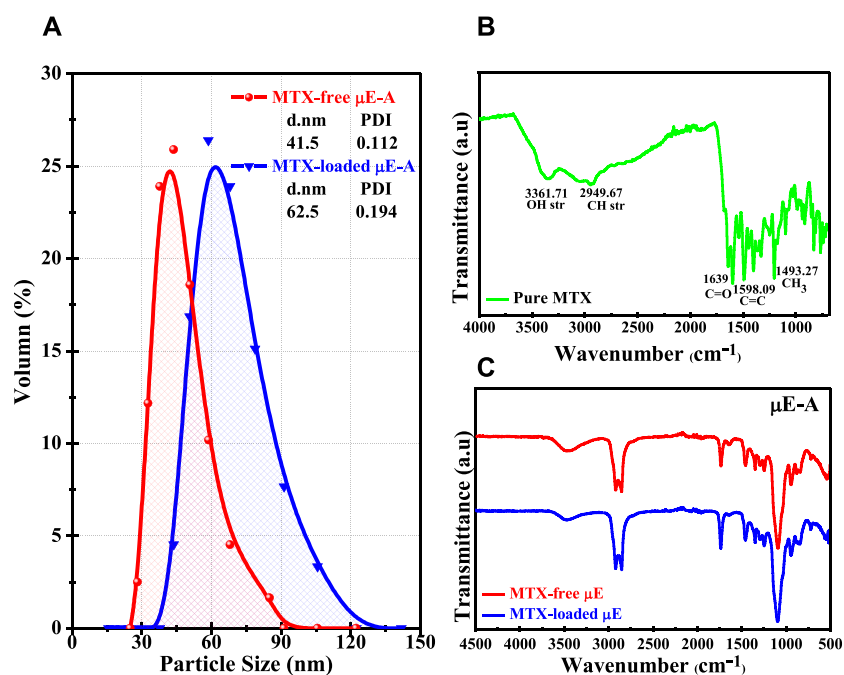 A
Volumn (%)
30
25
20
15
10
5
0
MTX-free μE-A
d.nm PDI
41.5 0.112
MTX-loaded μE-A
d.nm PDI
62.5 0.194
0 30 60 90 120 150
Particle Size (nm)
B
Transmittance (a.u)
3361.71
OH str
2949.67
CH str
1639
C=O
1598.09
C=C
1493.27
CH₃
Pure MTX
4000 3000 2000 1000
Wavenumber (cm⁻¹)
C
μE-A
Transmittance (a.u)
MTX-free μE
MTX-loaded μE
4500 4000 3500 3000 2500 2000 1500 1000 500
Wavenumber (cm⁻¹)